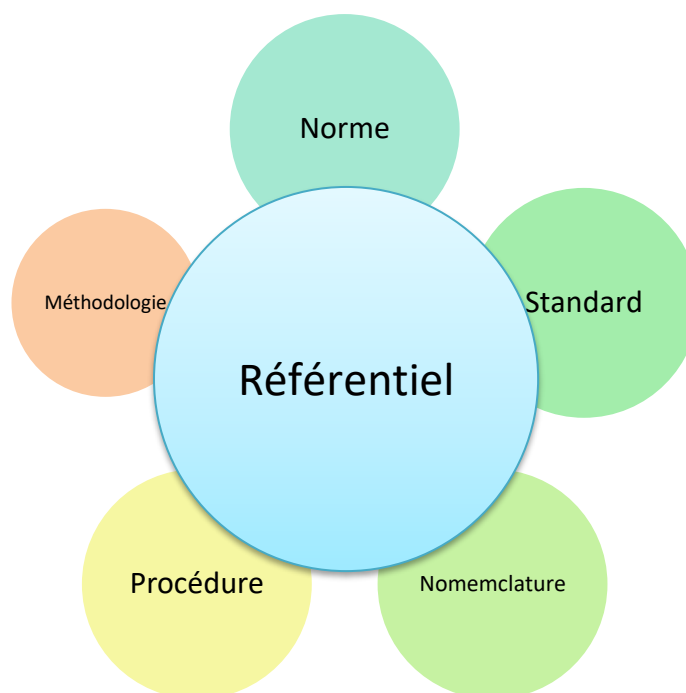 Norme
Standard
Méthodologie
Référentiel
Procédure
Nomemclature